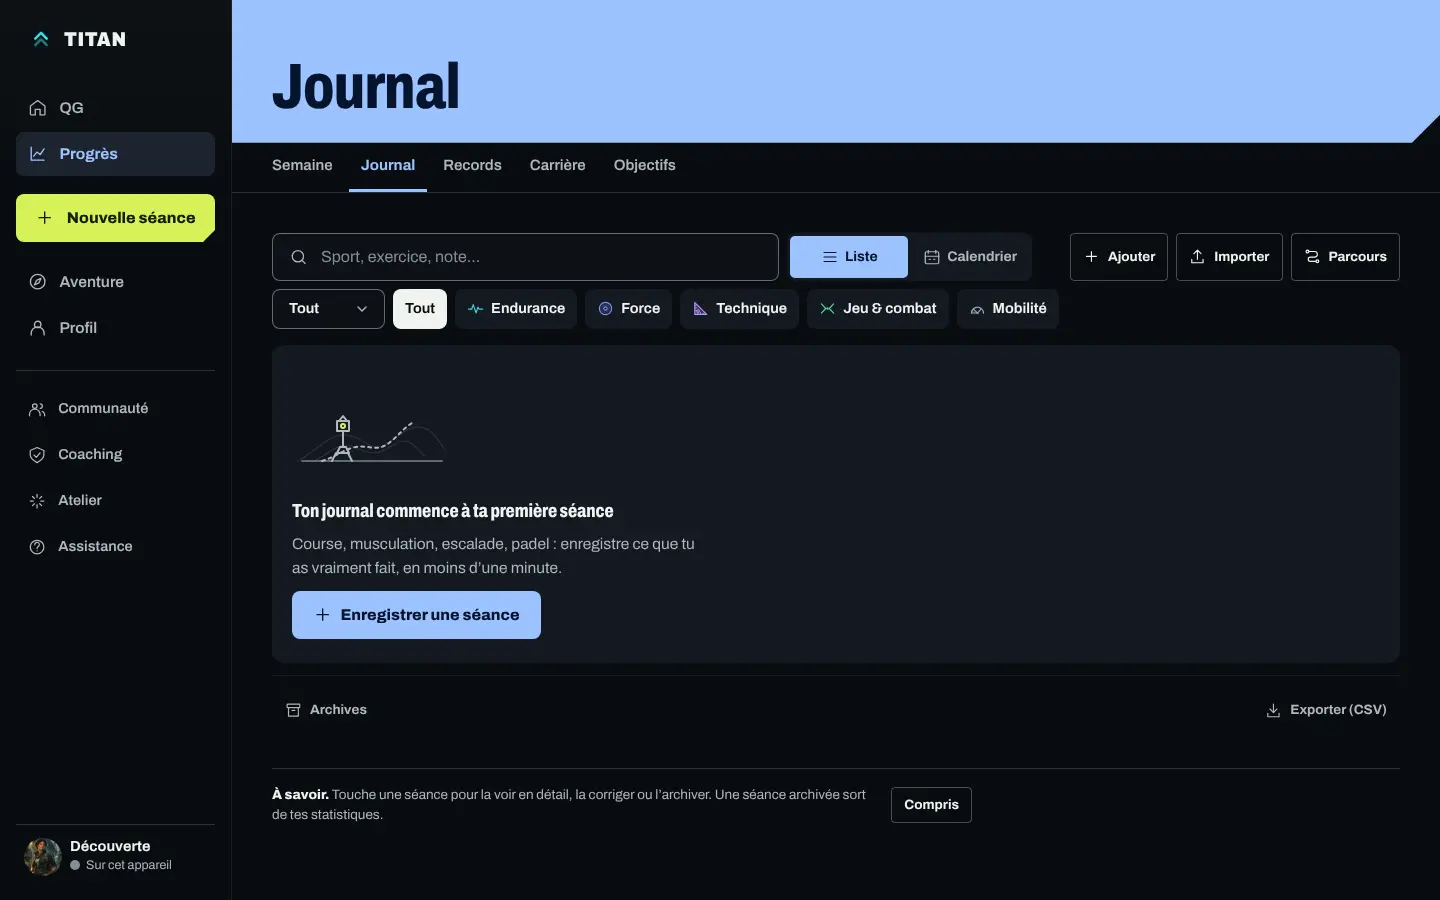 TITAN
QG
Progrès
Nouvelle séance
Aventure
Profil
Communauté
Coaching
Atelier
Assistance
Découverte
Sur cet appareil
Journal
Semaine
Journal
Records
Carrière
Objectifs
Sport, exercice, note...
Liste
Calendrier
Ajouter
Importer
Parcours
Tout
Tout
Endurance
Force
Technique
Jeu & combat
Mobilité
Ton journal commence à ta première séance
Course, musculation, escalade, padel : enregistre ce que tu
as vraiment fait, en moins d’une minute.
Enregistrer une séance
Archives
Exporter (CSV)
À savoir. Touche une séance pour la voir en détail, la corriger ou l’archiver. Une séance archivée sort
de tes statistiques.
Compris